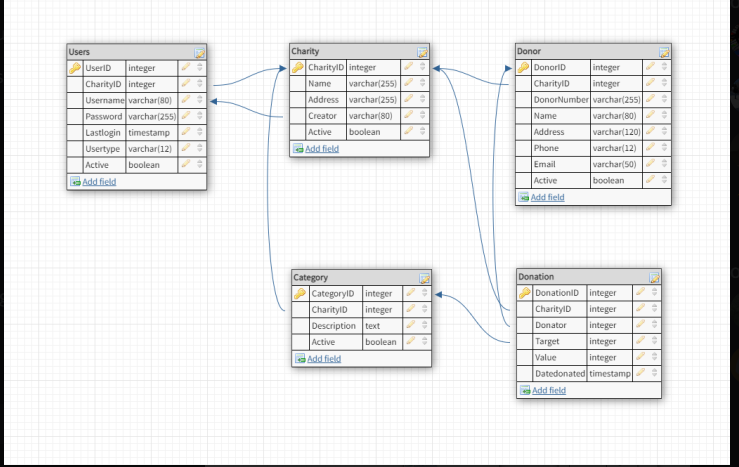 Users
UserID integer
CharityID integer
Username varchar(80)
Password varchar(255)
Lastlogin timestamp
Usertype varchar(12)
Active boolean
Add field
Charity
CharityID integer
Name varchar(255)
Address varchar(255)
Creator varchar(80)
Active boolean
Add field
Donor
DonorID integer
CharityID integer
DonorNumber varchar(255)
Name varchar(80)
Address varchar(120)
Phone varchar(12)
Email varchar(50)
Active boolean
Add field
Category
CategoryID integer
CharityID integer
Description text
Active boolean
Add field
Donation
DonationID integer
CharityID integer
Donator integer
Target integer
Value integer
Datedonated timestamp
Add field